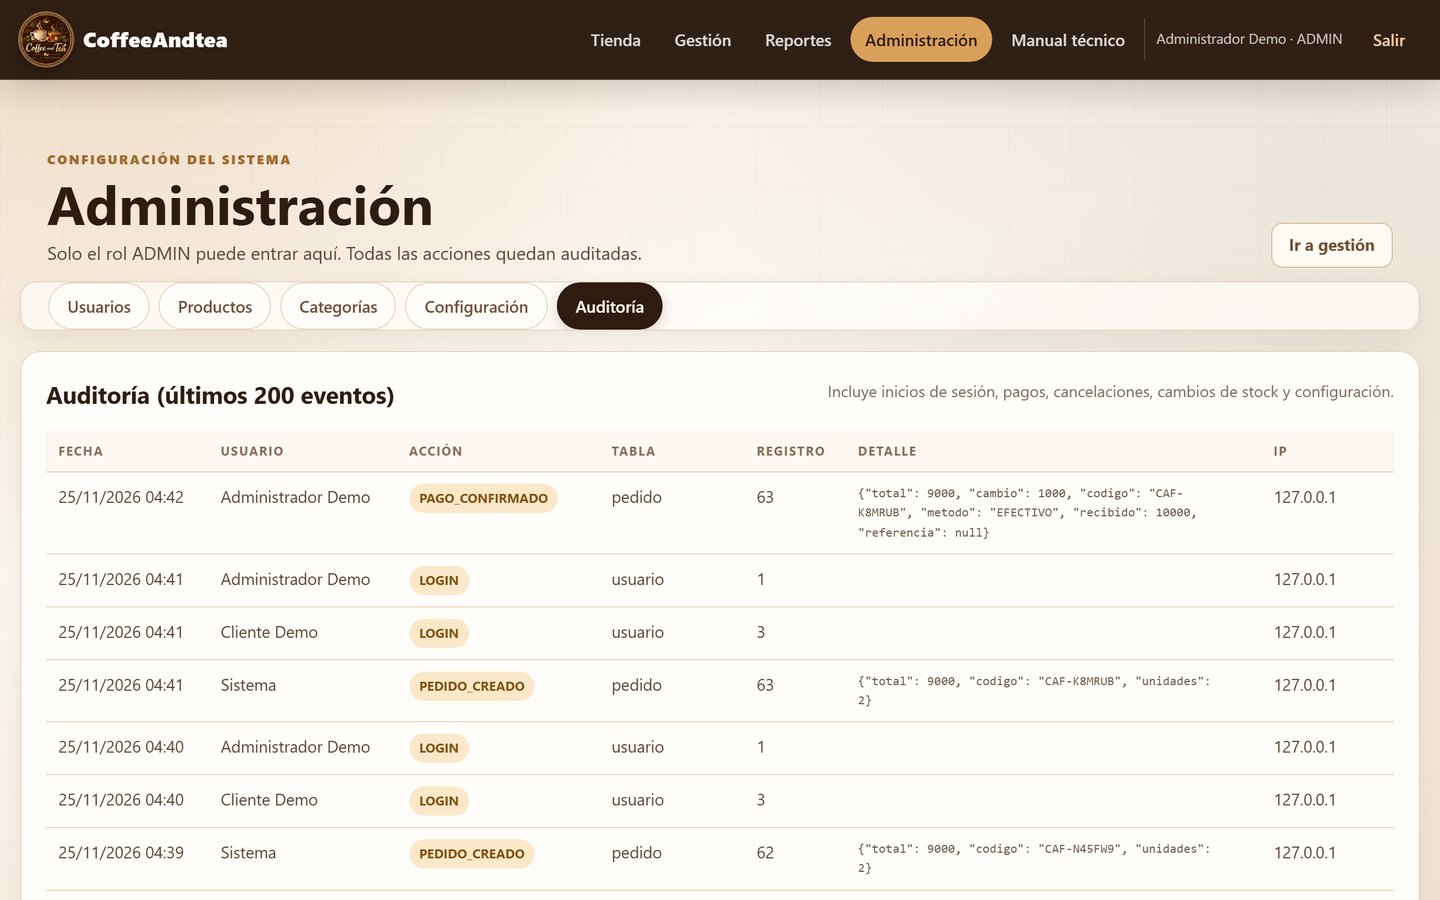 Coffee and Tea
CoffeeAndtea
Tienda
Gestión
Reportes
Administración
Manual técnico
Administrador Demo · ADMIN
Salir
CONFIGURACIÓN DEL SISTEMA
Administración
Solo el rol ADMIN puede entrar aquí. Todas las acciones quedan auditadas.
Ir a gestión
Usuarios
Productos
Categorías
Configuración
Auditoría
Auditoría (últimos 200 eventos)
Incluye inicios de sesión, pagos, cancelaciones, cambios de stock y configuración.
FECHA USUARIO ACCIÓN TABLA REGISTRO DETALLE IP
25/11/2026 04:42 Administrador Demo PAGO_CONFIRMADO pedido 63 {"total": 9000, "cambio": 1000, "codigo": "CAF- 127.0.0.1
K8MRUB", "metodo": "EFECTIVO", "recibido": 10000,
"referencia": null}
25/11/2026 04:41 Administrador Demo LOGIN usuario 1 127.0.0.1
25/11/2026 04:41 Cliente Demo LOGIN usuario 3 127.0.0.1
25/11/2026 04:41 Sistema PEDIDO_CREADO pedido 63 {"total": 9000, "codigo": "CAF-K8MRUB", "unidades": 127.0.0.1
2}
25/11/2026 04:40 Administrador Demo LOGIN usuario 1 127.0.0.1
25/11/2026 04:40 Cliente Demo LOGIN usuario 3 127.0.0.1
25/11/2026 04:39 Sistema PEDIDO_CREADO pedido 62 {"total": 9000, "codigo": "CAF-N45FW9", "unidades": 127.0.0.1
2}